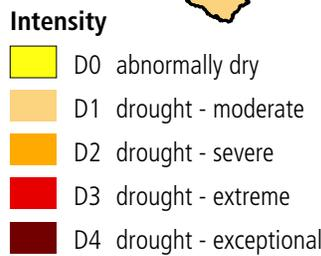 Intensity
D0 abnormally dry
D1 drought - moderate
D2 drought - severe
D3 drought - extreme
D4 drought - exceptional